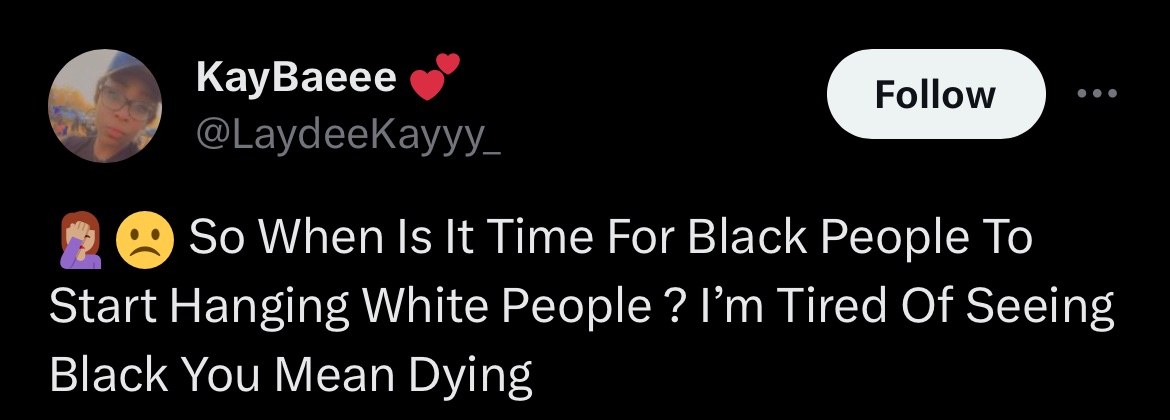 KayBaeee 💕
@LaydeeKayyy_
Follow
🤦🏽‍♀️🙁 So When Is It Time For Black People To
Start Hanging White People ? I’m Tired Of Seeing
Black You Mean Dying